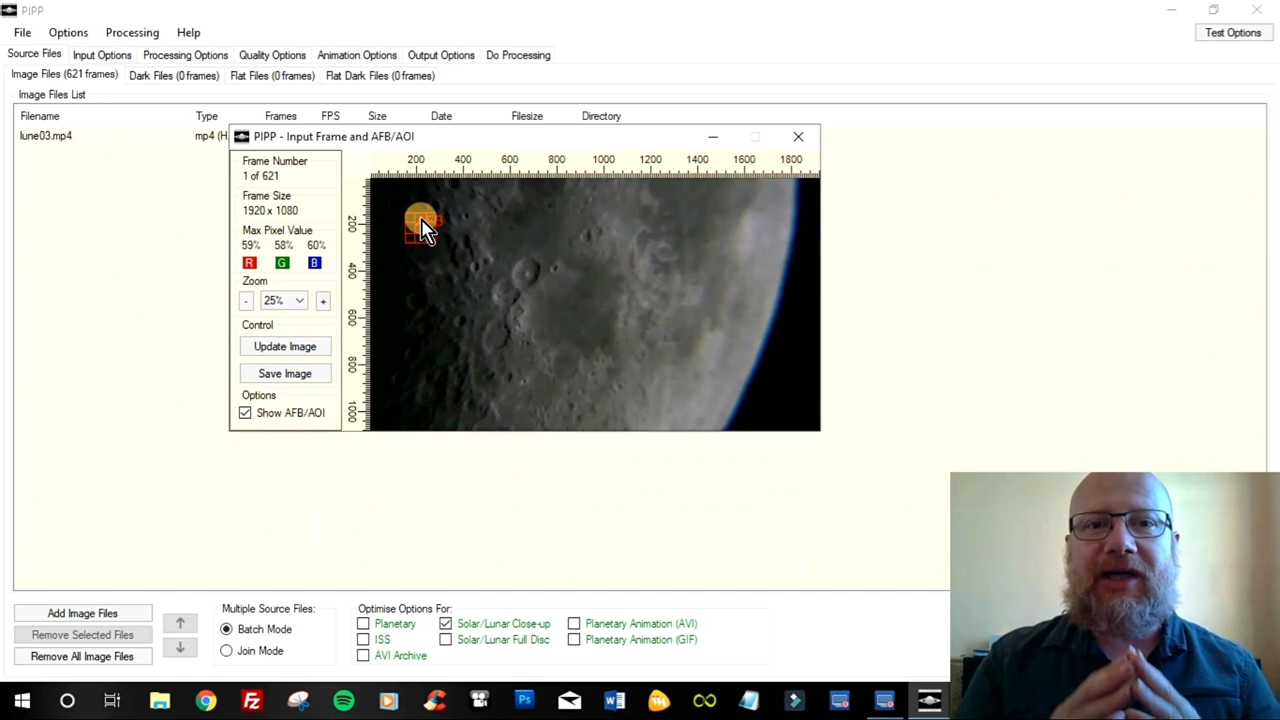 PIPP
File Options Processing Help
Test Options
Source Files Input Options Processing Options Quality Options Animation Options Output Options Do Processing
Image Files (621 frames) Dark Files (0 frames) Flat Files (0 frames) Flat Dark Files (0 frames)
Image Files List
Filename Type Frames FPS Size Date Filesize Directory
lune03.mp4 mp4 (H.
PIPP - Input Frame and AFB/AOI
Frame Number
1 of 621
Frame Size
1920 x 1080
Max Pixel Value
59% 58% 60%
R G B
Zoom
- 25% +
Control
Update Image
Save Image
Options
Show AFB/AOI
200 400 600 800 1000 1200 1400 1600 1800
200
400
600
800
1000
Add Image Files
Remove Selected Files
Remove All Image Files
Multiple Source Files:
Batch Mode
Join Mode
Optimise Options For:
Planetary Solar/Lunar Close-up Planetary Animation (AVI)
ISS Solar/Lunar Full Disc Planetary Animation (GIF)
AVI Archive
Fz Ps W